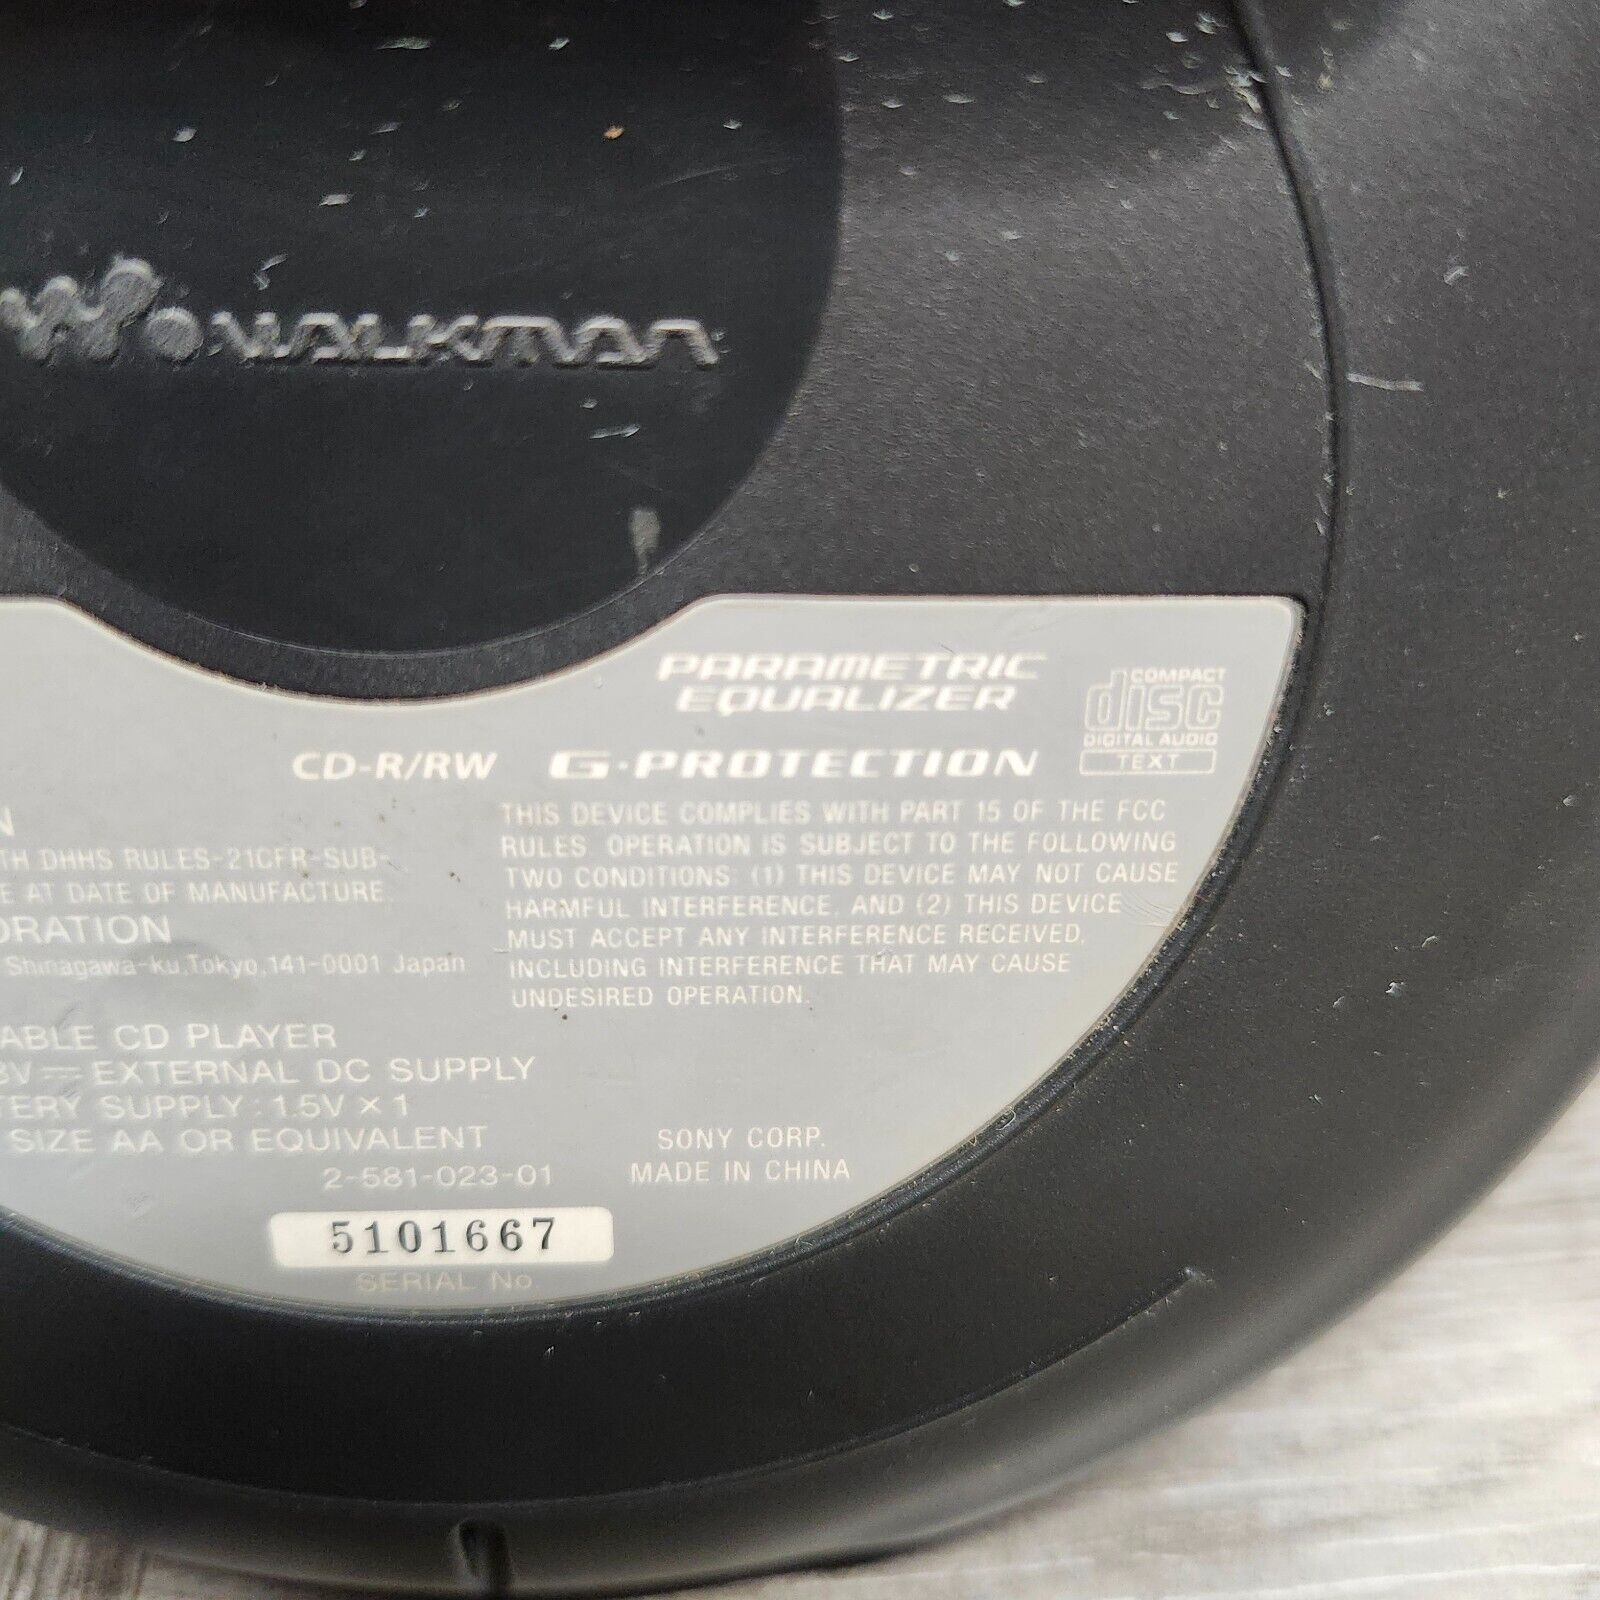 WALKMAN
PARAMETRIC
EQUALIZER
COMPACT
disc
DIGITAL AUDIO
TEXT
CD-R/RW
G·PROTECTION
N
TH DHHS RULES-21CFR-SUB-
E AT DATE OF MANUFACTURE.
ORATION
Shinagawa-ku,Tokyo,141-0001 Japan
THIS DEVICE COMPLIES WITH PART 15 OF THE FCC
RULES. OPERATION IS SUBJECT TO THE FOLLOWING
TWO CONDITIONS: (1) THIS DEVICE MAY NOT CAUSE
HARMFUL INTERFERENCE, AND (2) THIS DEVICE
MUST ACCEPT ANY INTERFERENCE RECEIVED,
INCLUDING INTERFERENCE THAT MAY CAUSE
UNDESIRED OPERATION.
ABLE CD PLAYER
V⎓EXTERNAL DC SUPPLY
TERY SUPPLY:1.5V×1
SIZE AA OR EQUIVALENT
2-581-023-01
SONY CORP.
MADE IN CHINA
5101667
SERIAL No